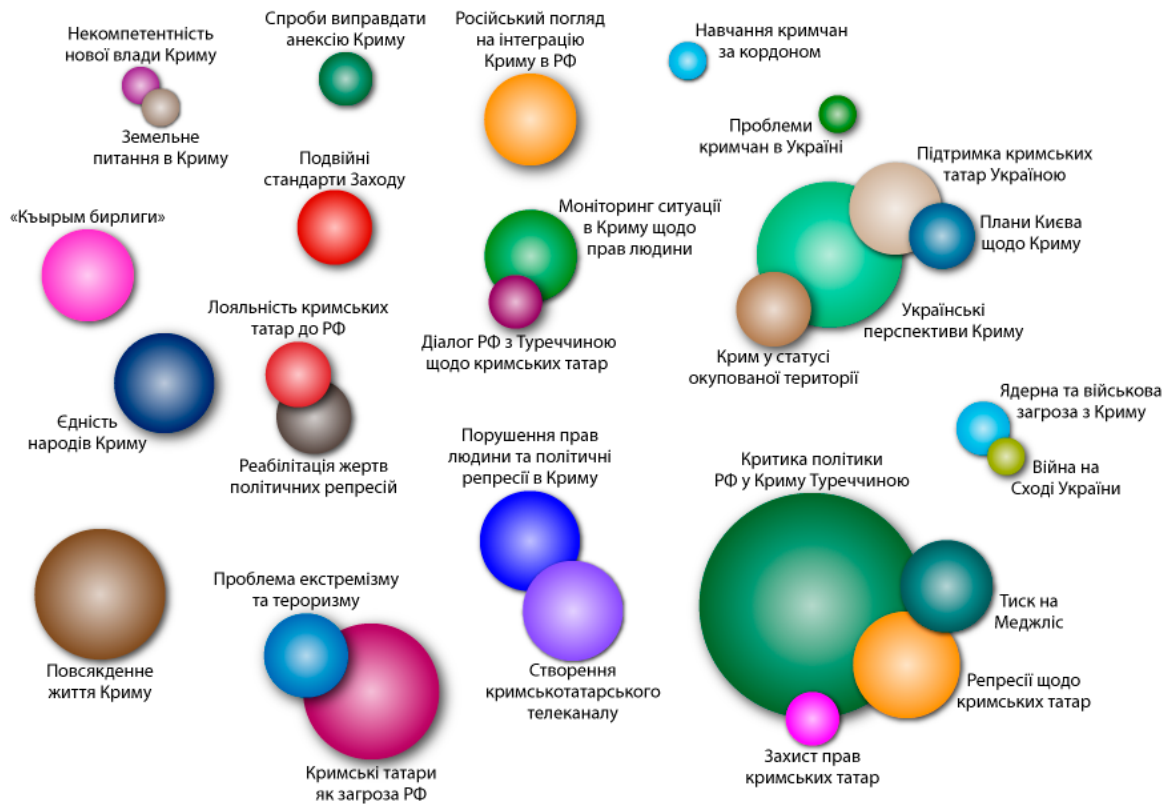 Некомпетентність
нової влади Криму
Земельне
питання в Криму
Спроби виправдати
анексію Криму
Російський погляд
на інтеграцію
Криму в РФ
Навчання кримчан
за кордоном
Проблеми
кримчан в Україні
Подвійні
стандарти Заходу
Підтримка кримських
татар Україною
«Къырым бирлиги»
Моніторинг ситуації
в Криму щодо
прав людини
Плани Києва
щодо Криму
Лояльність кримських
татар до РФ
Українські
перспективи Криму
Діалог РФ з Туреччиною
щодо кримських татар
Крим у статусі
окупованої території
Єдність
народів Криму
Ядерна та військова
загроза з Криму
Реабілітація жертв
політичних репресій
Порушення прав
людини та політичні
репресії в Криму
Критика політики
РФ у Криму Туреччиною
Війна на
Сході України
Проблема екстремізму
та тероризму
Тиск на
Меджліс
Повсякденне
життя Криму
Створення
кримськотатарського
телеканалу
Репресії щодо
кримських татар
Кримські татари
як загроза РФ
Захист прав
кримських татар